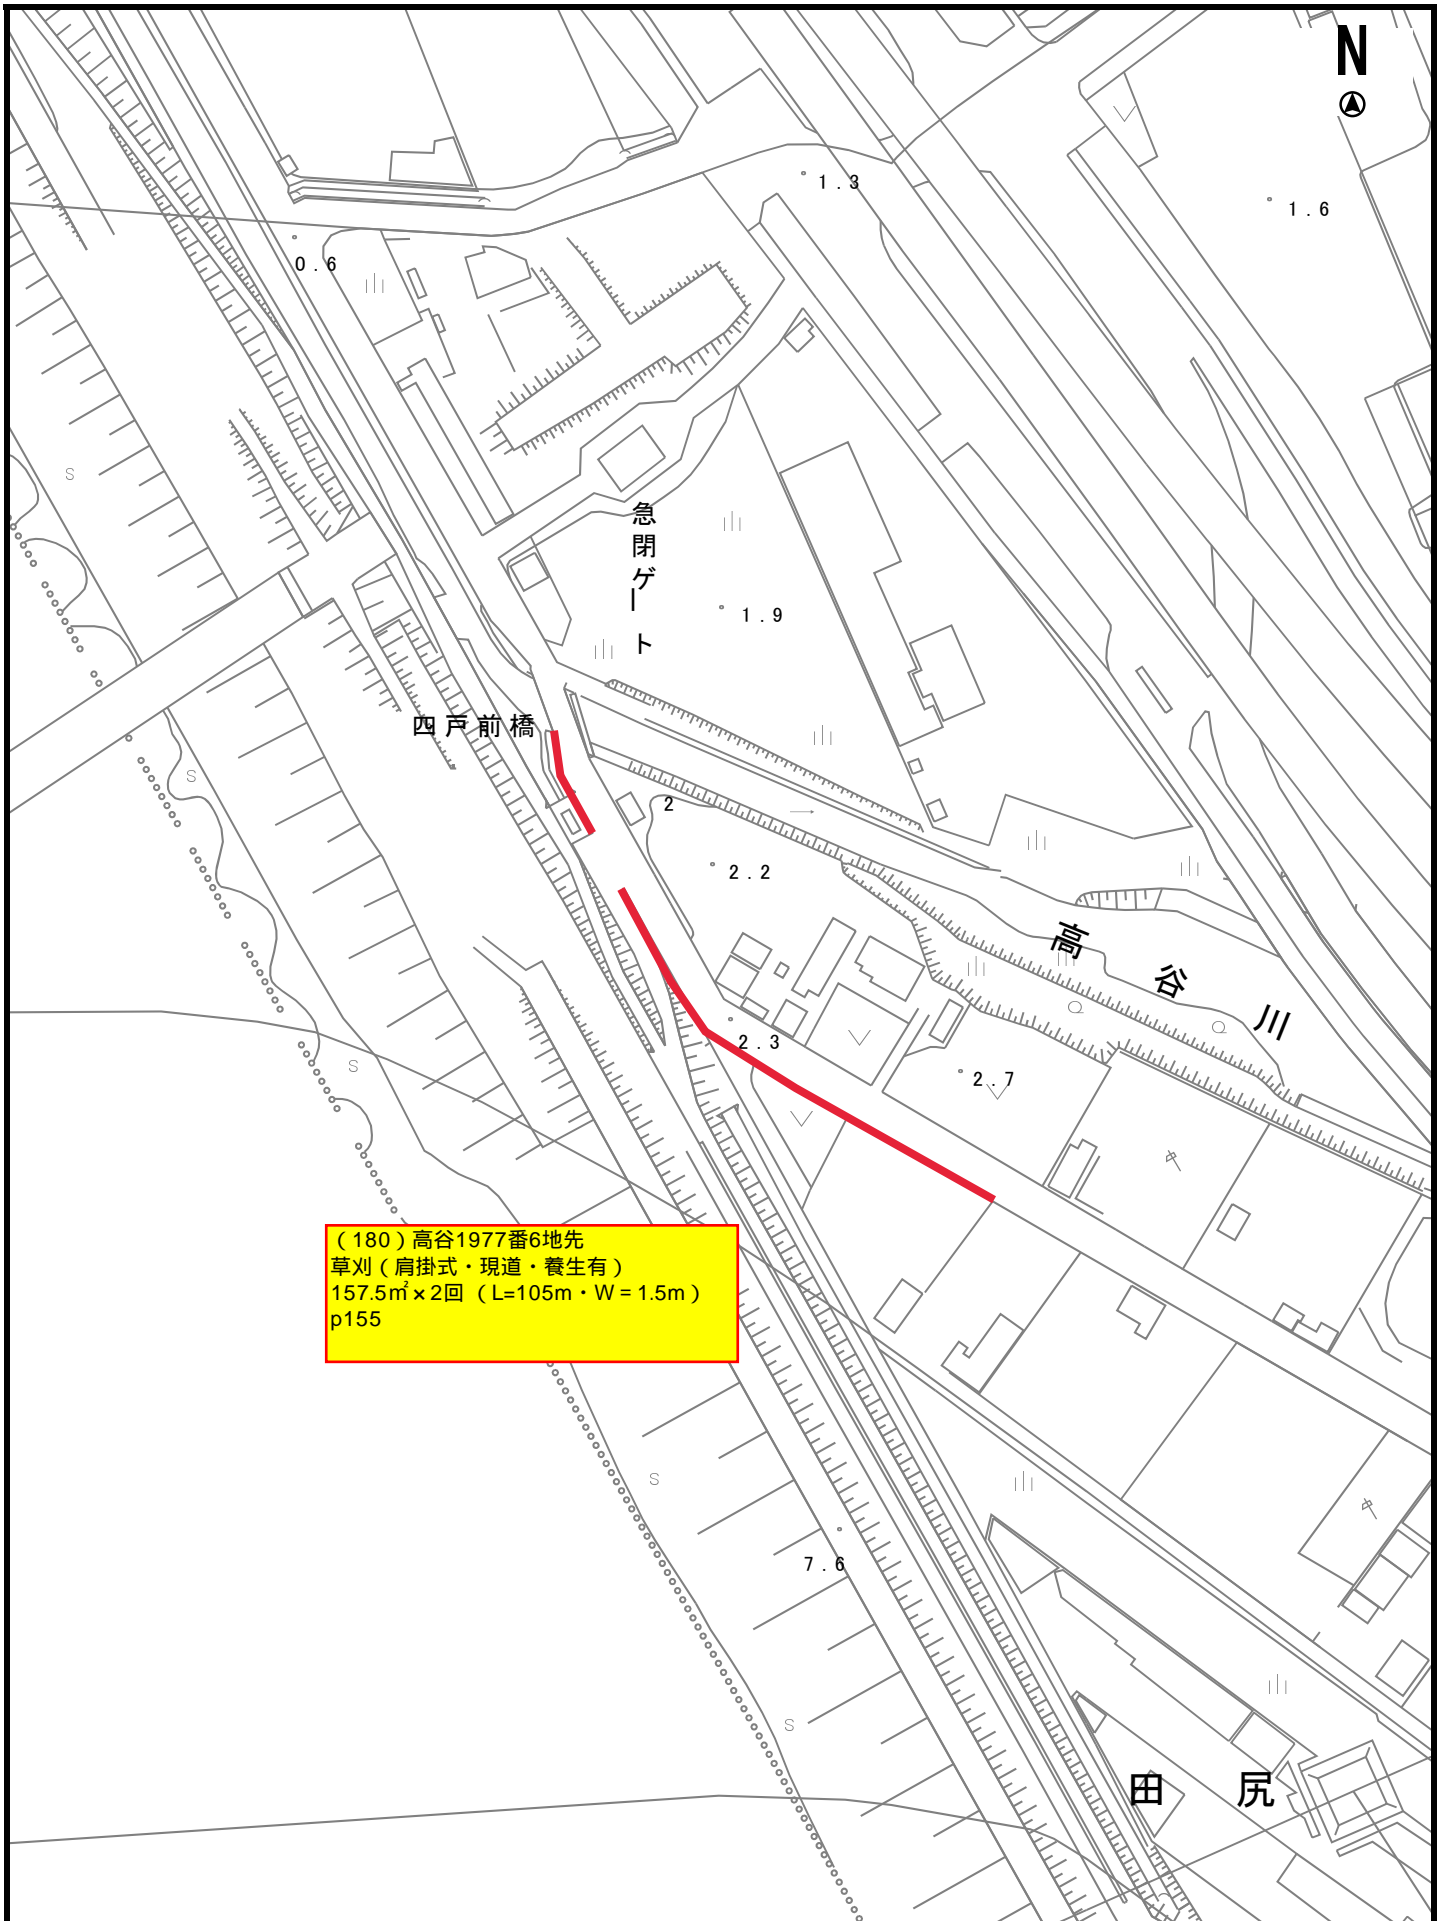 N
1.3
1.6
0.6
S
急閉ゲート
1.9
四戸前橋
S
2
2.2
高谷川
2.3
2.7
S
（180）高谷1977番6地先
草刈（肩掛式・現道・養生有）
157.5㎡×2回（L=105m・W＝1.5m）
p155
S
7.6
S
田尻